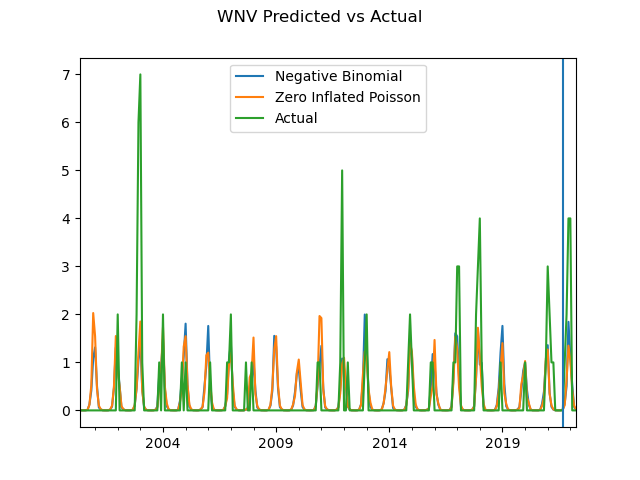 WNV Predicted vs Actual
Negative Binomial
Zero Inflated Poisson
Actual
7
6
5
4
3
2
1
0
2004 2009 2014 2019